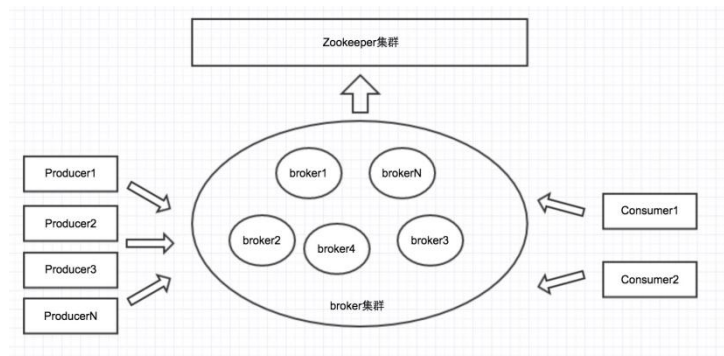 Zookeeper集群
Producer1
Producer2
Producer3
ProducerN
broker1
brokerN
broker2
broker4
broker3
broker集群
Consumer1
Consumer2